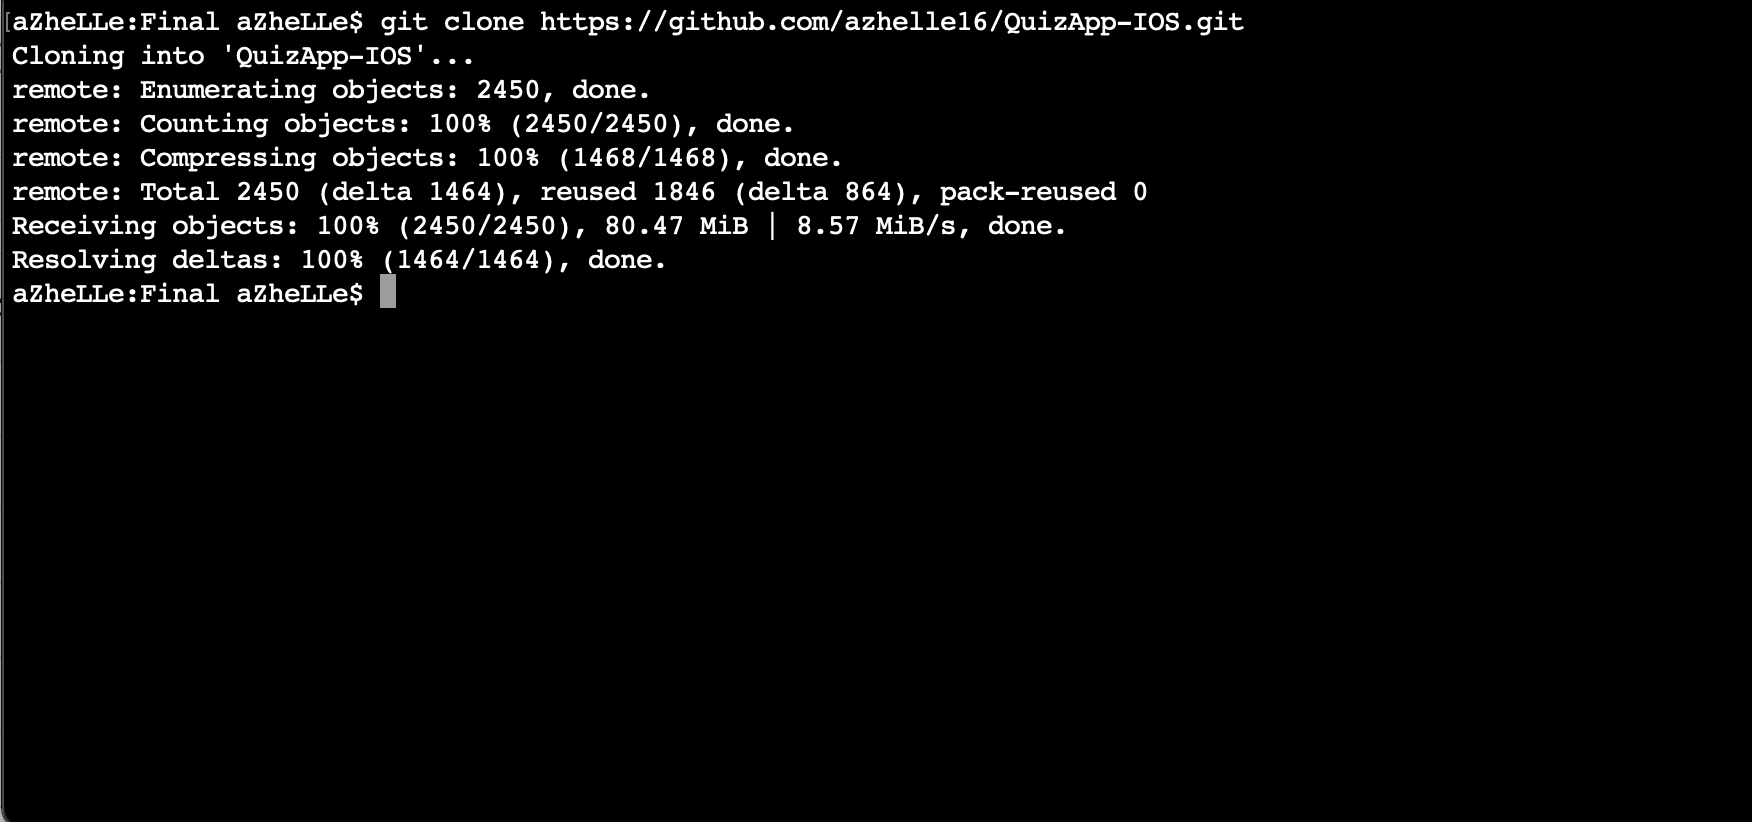 aZheLLe:Final aZheLLe$ git clone https://github.com/azhelle16/QuizApp-IOS.git
Cloning into 'QuizApp-IOS'...
remote: Enumerating objects: 2450, done.
remote: Counting objects: 100% (2450/2450), done.
remote: Compressing objects: 100% (1468/1468), done.
remote: Total 2450 (delta 1464), reused 1846 (delta 864), pack-reused 0
Receiving objects: 100% (2450/2450), 80.47 MiB | 8.57 MiB/s, done.
Resolving deltas: 100% (1464/1464), done.
aZheLLe:Final aZheLLe$